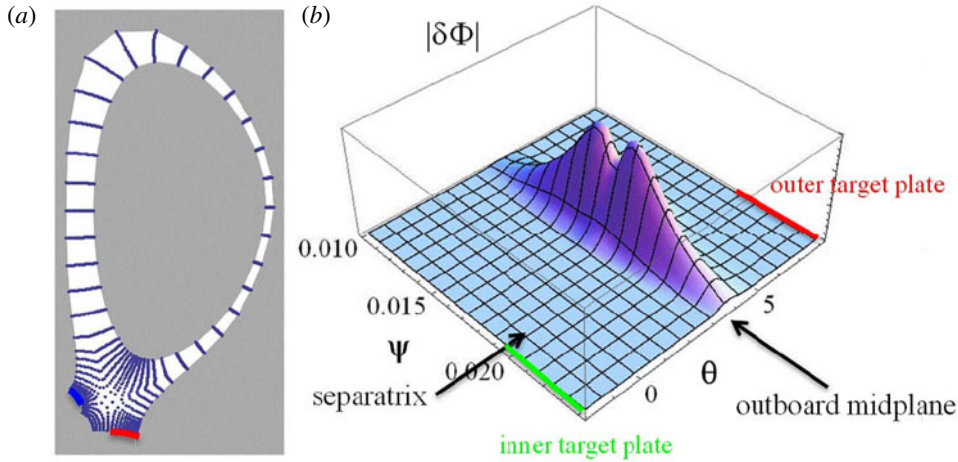 (a)
(b)
|δΦ|
outer target plate
0.010
0.015
0.020
ψ
5
0
θ
separatrix
outboard midplane
inner target plate